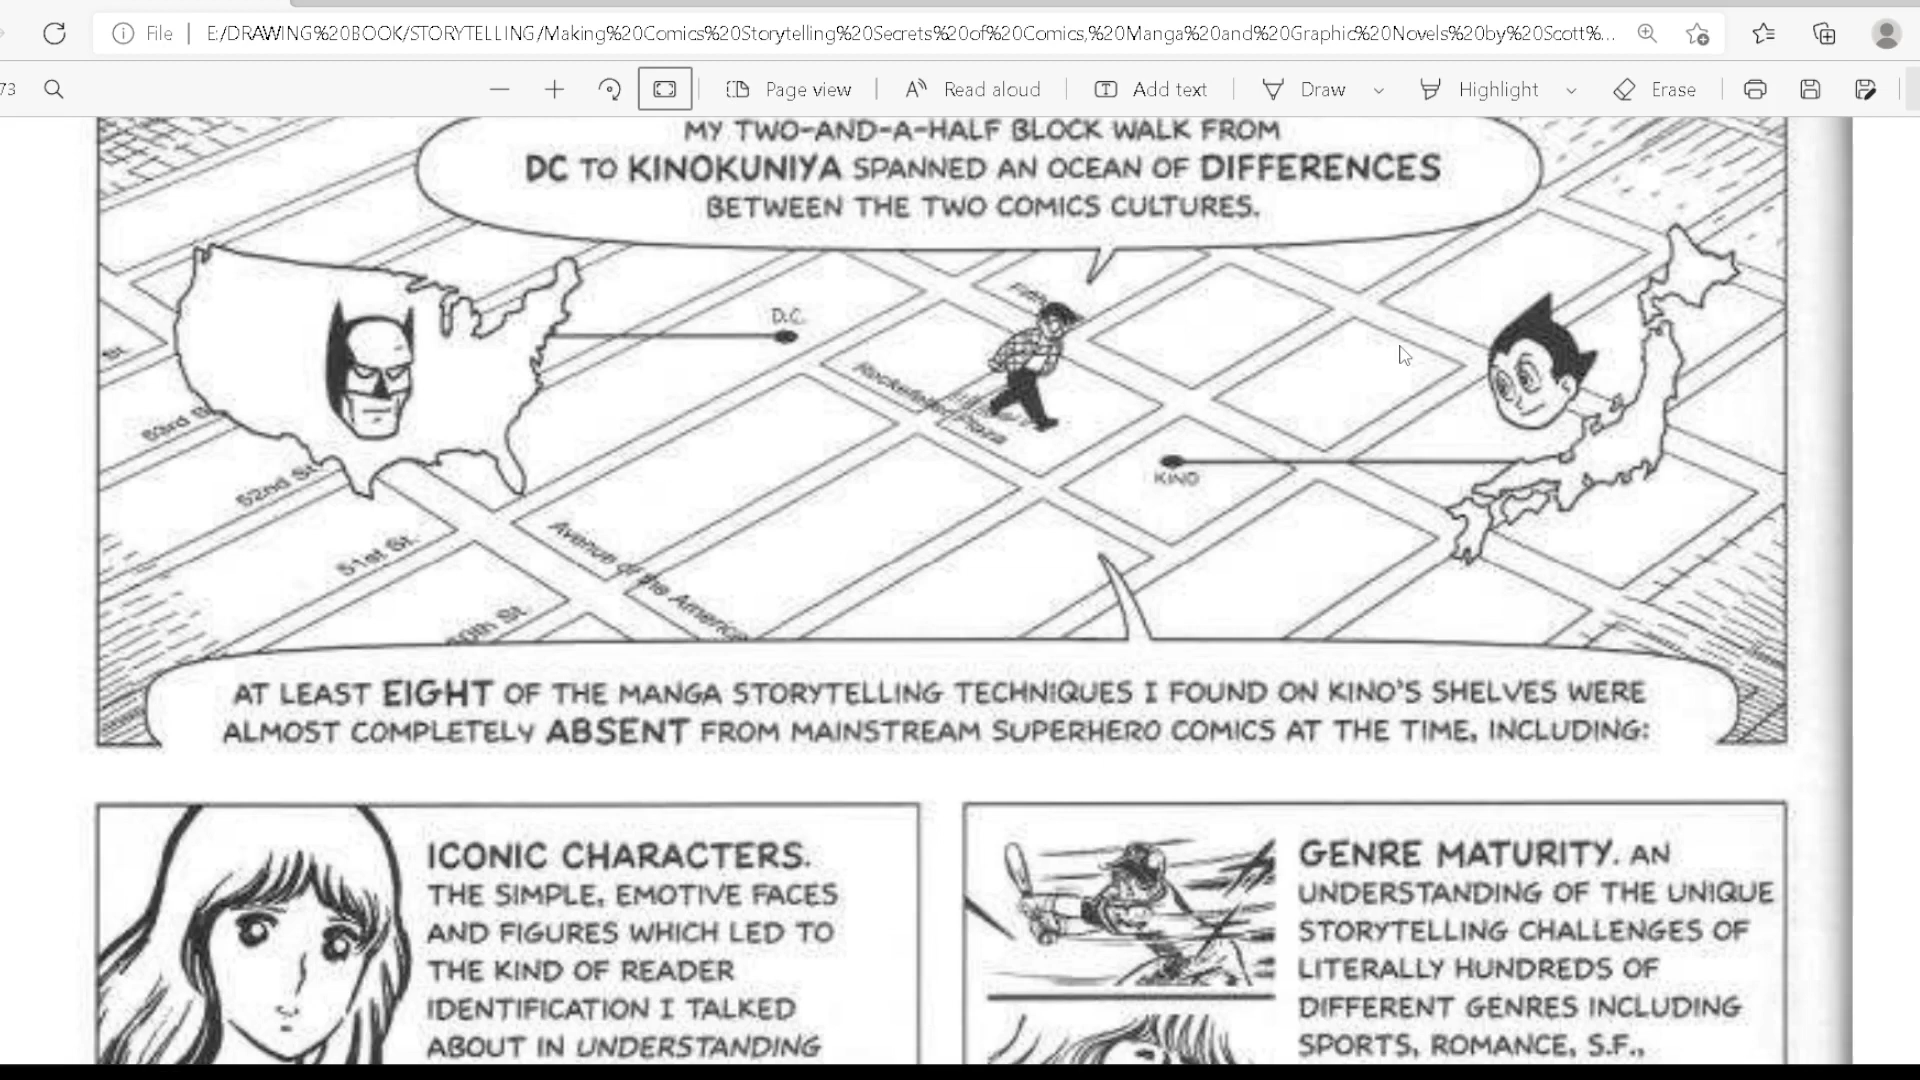 File
E:/DRAWING%20BOOK/STORYTELLING/Making%20Comics%20Storytelling%20Secrets%20of%20Comics,%20Manga%20and%20Graphic%20Novels%20by%20Scott%...
73
Page view
Read aloud
Add text
Draw
Highlight
Erase
MY TWO-AND-A-HALF BLOCK WALK FROM
DC TO KINOKUNIYA SPANNED AN OCEAN OF DIFFERENCES
BETWEEN THE TWO COMICS CULTURES.
D.C.
KINO
St.
53rd
52nd St.
51st St.
50th St
Avenue of the America
Plaza
AT LEAST EIGHT OF THE MANGA STORYTELLING TECHNIQUES I FOUND ON KINO'S SHELVES WERE
ALMOST COMPLETELY ABSENT FROM MAINSTREAM SUPERHERO COMICS AT THE TIME, INCLUDING:
ICONIC CHARACTERS.
THE SIMPLE, EMOTIVE FACES
AND FIGURES WHICH LED TO
THE KIND OF READER
IDENTIFICATION I TALKED
ABOUT IN UNDERSTANDING
GENRE MATURITY. AN
UNDERSTANDING OF THE UNIQUE
STORYTELLING CHALLENGES OF
LITERALLY HUNDREDS OF
DIFFERENT GENRES INCLUDING
SPORTS, ROMANCE, S.F.,